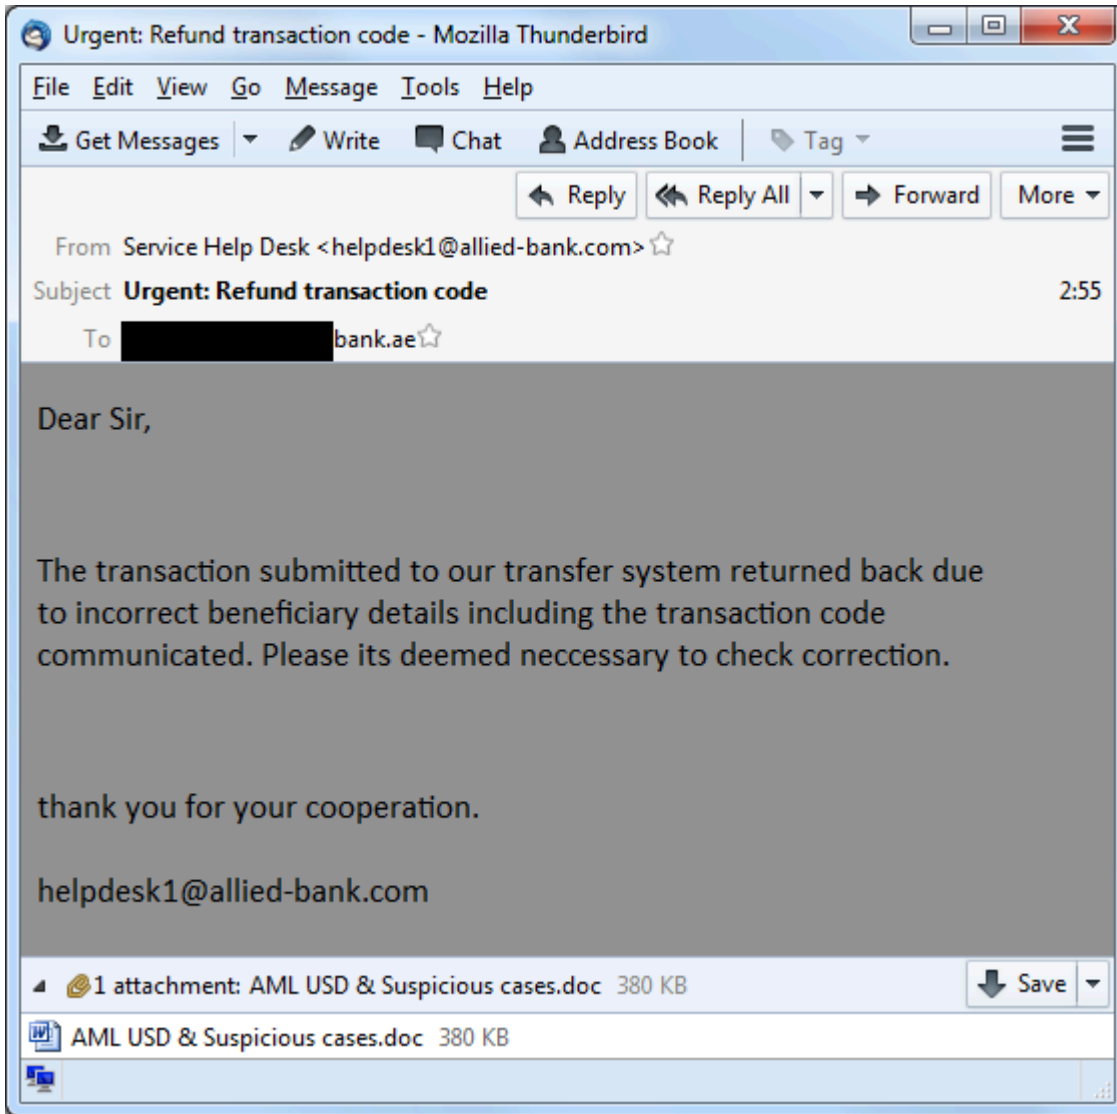 Urgent: Refund transaction code - Mozilla Thunderbird
File Edit View Go Message Tools Help
Get Messages Write Chat Address Book Tag
Reply Reply All Forward More
From Service Help Desk <helpdesk1@allied-bank.com>
Subject Urgent: Refund transaction code 2:55
To bank.ae
Dear Sir,
The transaction submitted to our transfer system returned back due
to incorrect beneficiary details including the transaction code
communicated. Please its deemed neccessary to check correction.
thank you for your cooperation.
helpdesk1@allied-bank.com
1 attachment: AML USD & Suspicious cases.doc 380 KB Save
AML USD & Suspicious cases.doc 380 KB